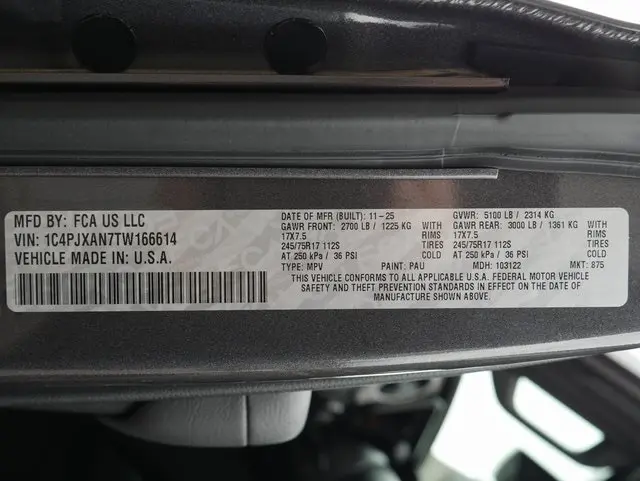 MFD BY: FCA US LLC
VIN: 1C4PJXAN7TW166614
VEHICLE MADE IN: U.S.A.
DATE OF MFR (BUILT): 11-25 GVWR: 5100 LB / 2314 KG
GAWR FRONT: 2700 LB / 1225 KG GAWR REAR: 3000 LB / 1361 KG
17X7.5 17X7.5
245/75R17 112S TIRES 245/75R17 112S TIRES
AT 250 kPa / 36 PSI COLD AT 250 kPa / 36 PSI COLD
TYPE: MPV PAINT: PAU MDH: 103122 MKT: 875
THIS VEHICLE CONFORMS TO ALL APPLICABLE U.S.A. FEDERAL MOTOR VEHICLE
SAFETY AND THEFT PREVENTION STANDARDS IN EFFECT ON THE DATE OF
MANUFACTURE SHOWN ABOVE.